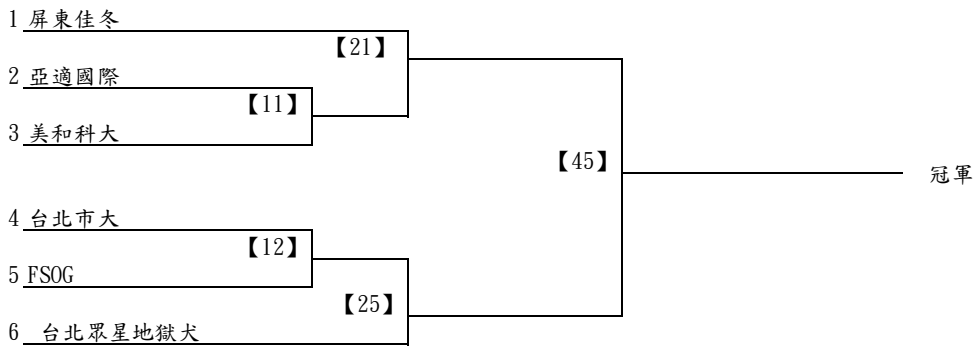 1 屏東佳冬
【21】
2 亞適國際
【11】
3 美和科大
【45】
冠軍
4 台北市大
【12】
5 FSOG
【25】
6 台北眾星地獄犬